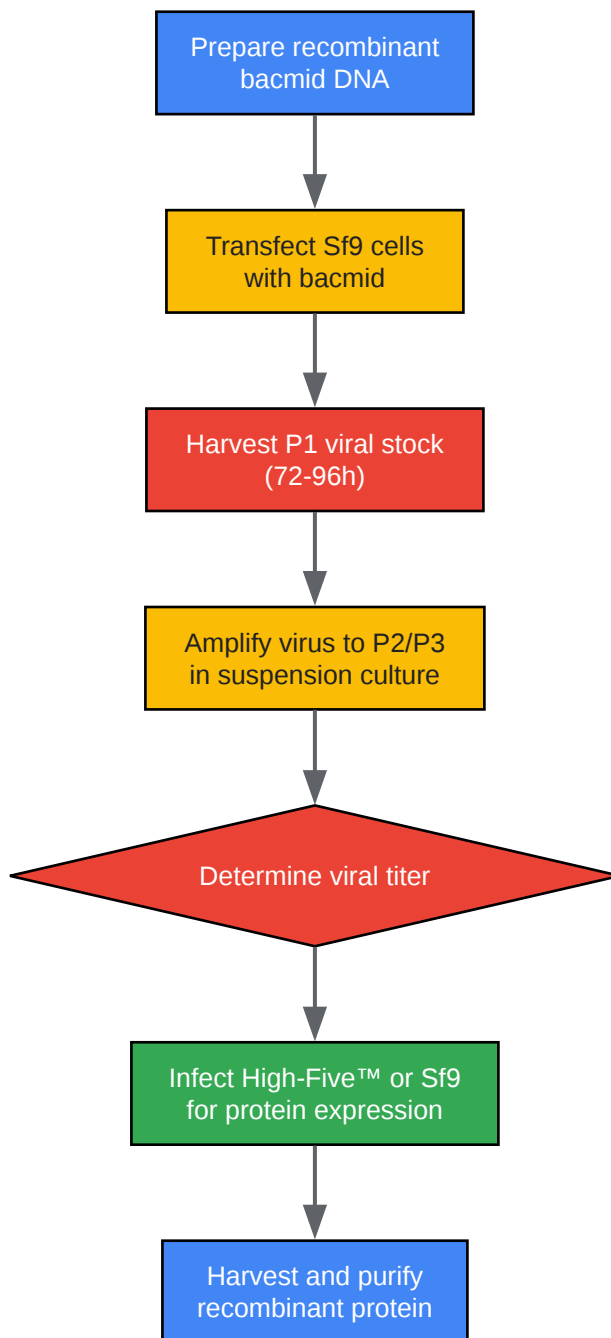 Prepare recombinant
bacmid DNA
Transfect Sf9 cells
with bacmid
Harvest P1 viral stock
(72-96h)
Amplify virus to P2/P3
in suspension culture
Determine viral titer
Infect High-Five™ or Sf9
for protein expression
Harvest and purify
recombinant protein